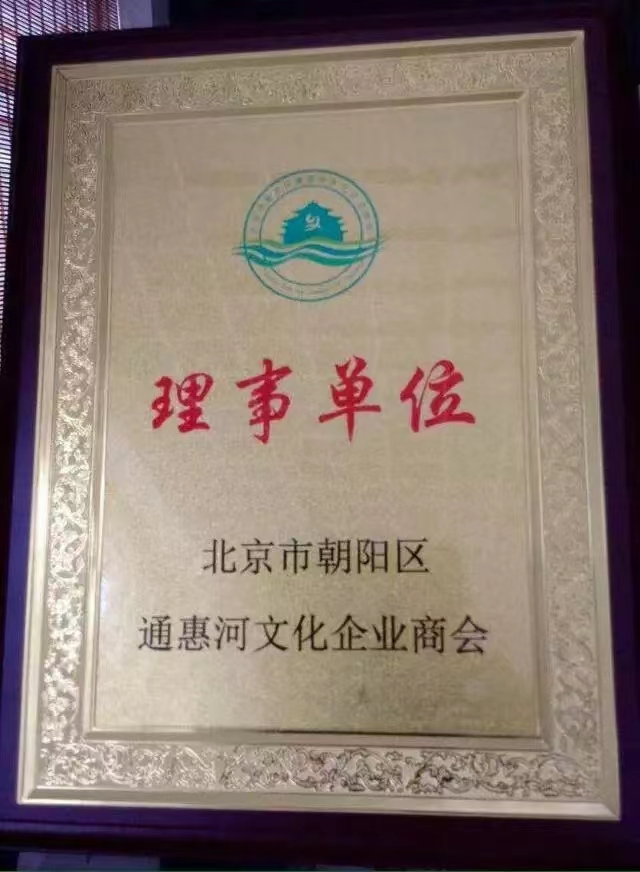 理事单位
北京市朝阳区
通惠河文化企业商会